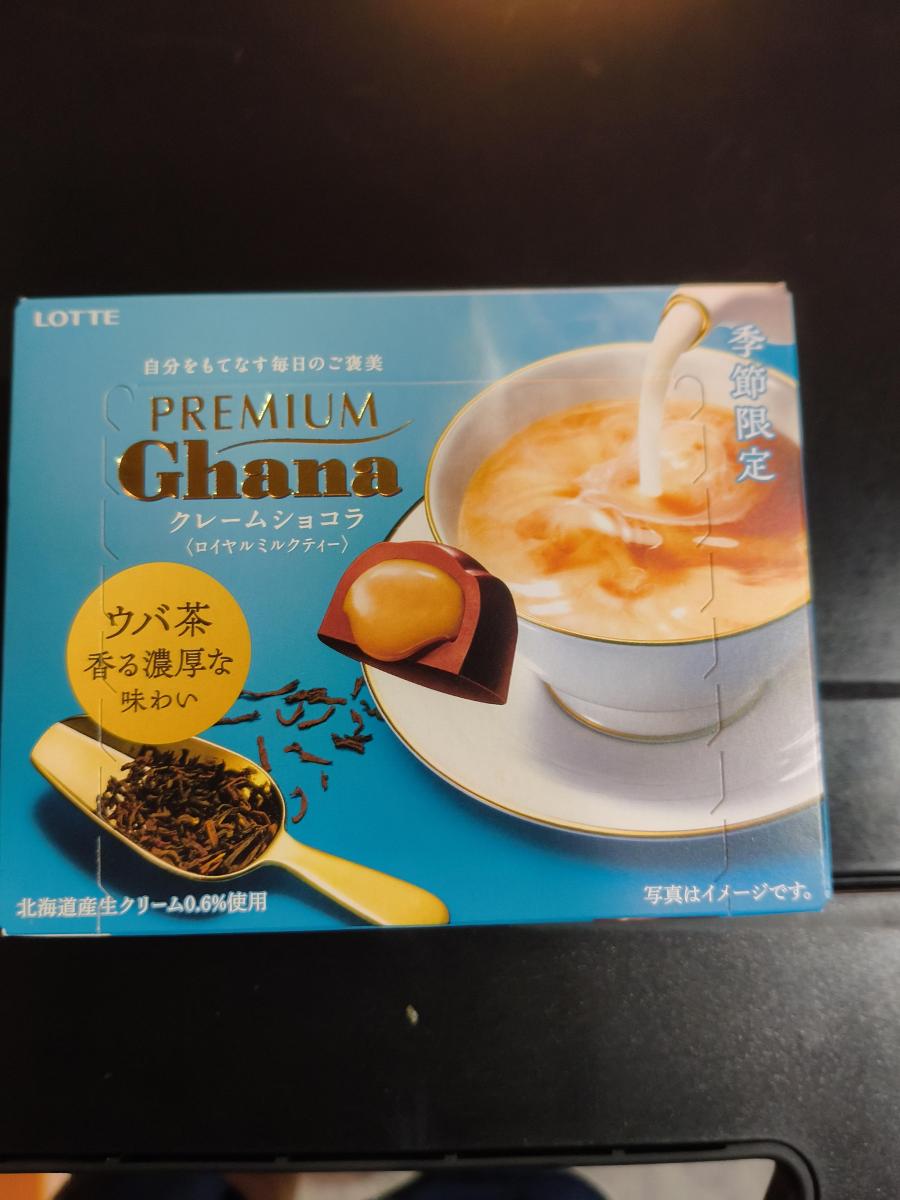 LOTTE
自分をもてなす毎日のご褒美
PREMIUM
Ghana
クレームショコラ
〈ロイヤルミルクティー〉
季節限定
ウバ茶
香る濃厚な
味わい
北海道産生クリーム0.6%使用
写真はイメージです。